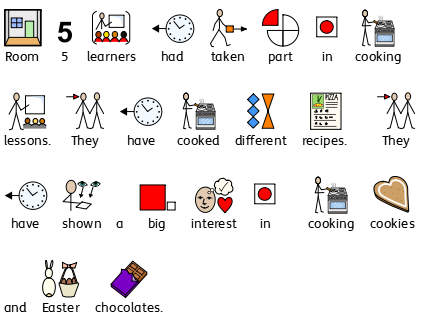 Room 5 learners had taken part in cooking
lessons. They have cooked different recipes. They
have shown a big interest in cooking cookies
and Easter chocolates.